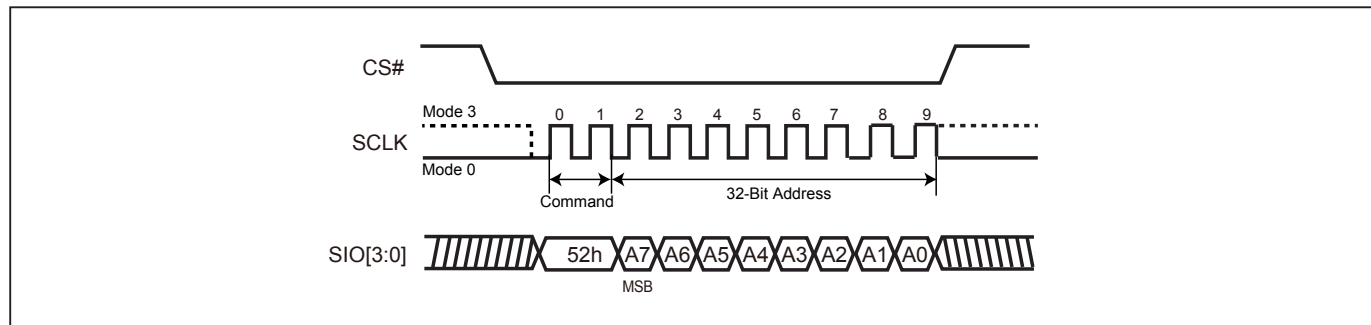 CS#
Mode 3
0 1 2 3 4 5 6 7 8 9
SCLK
Mode 0
Command
32-Bit Address
SIO[3:0]
52h A7 A6 A5 A4 A3 A2 A1 A0
MSB